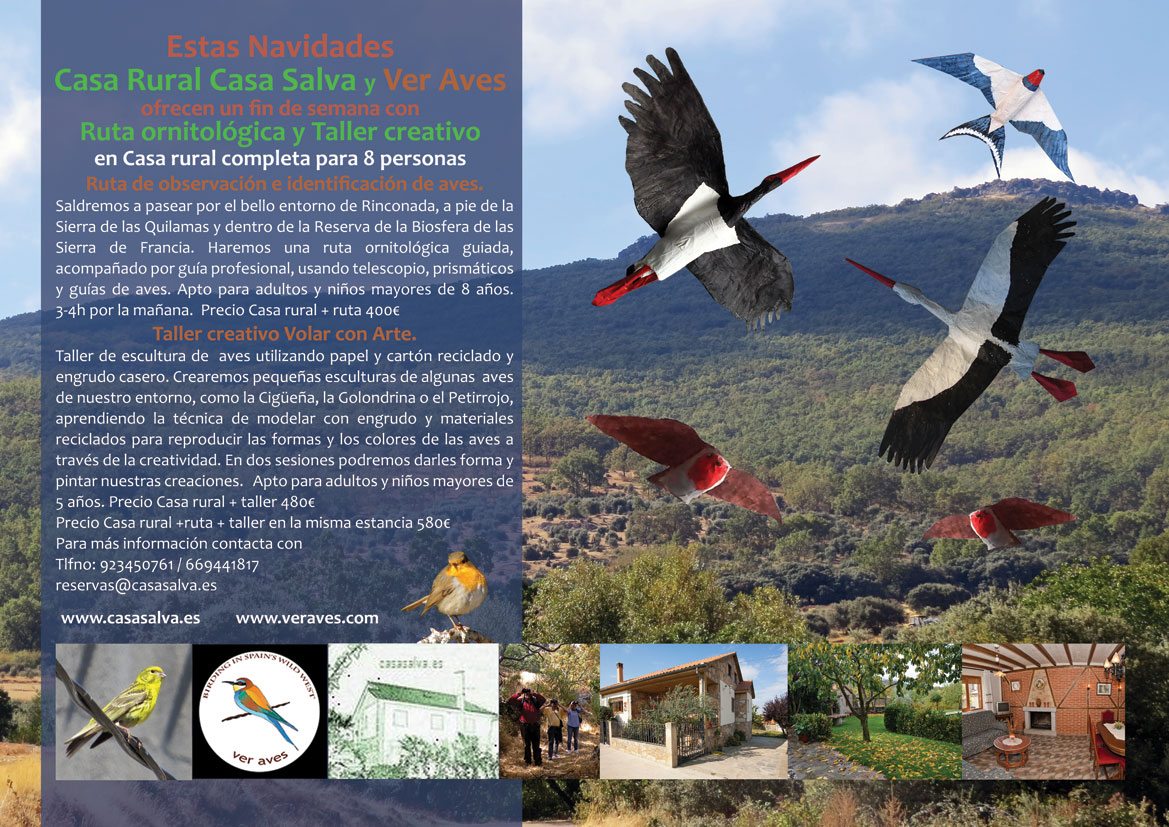 Estas Navidades
Casa Rural Casa Salva y Ver Aves
ofrecen un fin de semana con
Ruta ornitológica y Taller creativo
en Casa rural completa para 8 personas
Ruta de observación e identificación de aves.
Saldremos a pasear por el bello entorno de Rinconada, a pie de la
Sierra de las Quilamas y dentro de la Reserva de la Biosfera de las
Sierra de Francia. Haremos una ruta ornitológica guiada,
acompañado por guía profesional, usando telescopio, prismáticos
y guías de aves. Apto para adultos y niños mayores de 8 años.
3-4h por la mañana. Precio Casa rural + ruta 400€
Taller creativo Volar con Arte.
Taller de escultura de aves utilizando papel y cartón reciclado y
engrudo casero. Crearemos pequeñas esculturas de algunas aves
de nuestro entorno, como la Cigüeña, la Golondrina o el Petirrojo,
aprendiendo la técnica de modelar con engrudo y materiales
reciclados para reproducir las formas y los colores de las aves a
través de la creatividad. En dos sesiones podremos darles forma y
pintar nuestras creaciones. Apto para adultos y niños mayores de
5 años. Precio Casa rural + taller 480€
Precio Casa rural +ruta + taller en la misma estancia 580€
Para más información contacta con
Tlfno: 923450761 / 669441817
reservas@casasalva.es
www.casasalva.es www.veraves.com
BIRDING IN SPAIN'S WILD WEST
ver aves
casasalva.es